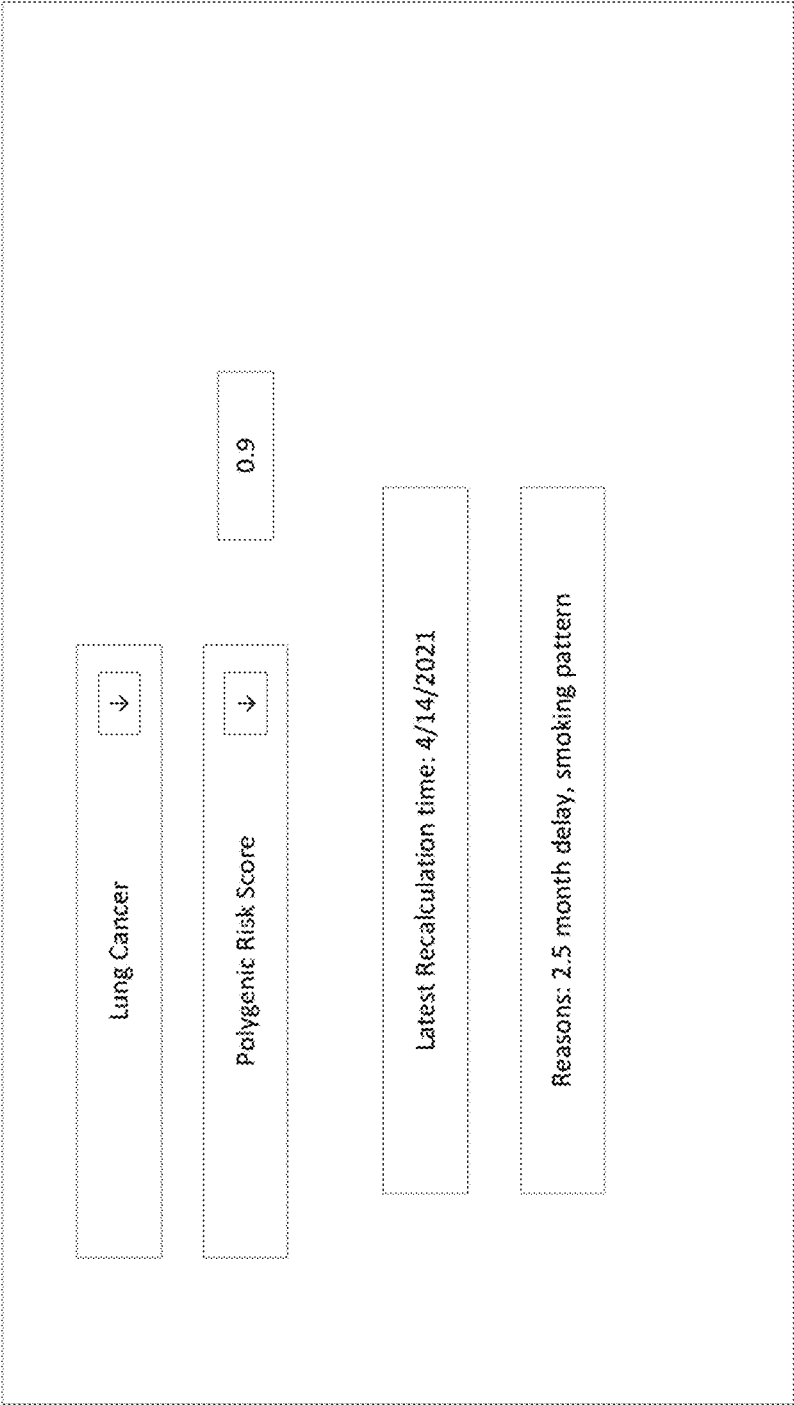 Lung Cancer ↓
Polygenic Risk Score ↓ 0.9
Latest Recalculation time: 4/14/2021
Reasons: 2.5 month delay, smoking pattern